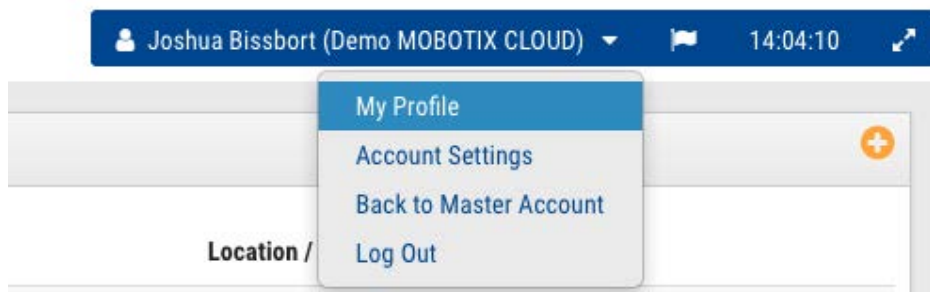 Joshua Bissbort (Demo MOBOTIX CLOUD) 14:04:10
My Profile
Account Settings
Back to Master Account
Location /
Log Out